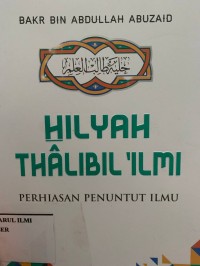 BAKR BIN ABDULLAH ABUZAID
حلية طالب العلم
HILYAH
THÂLIBIL 'ILMI
PERHIASAN PENUNTUT ILMU
ABUL ILMI
ER